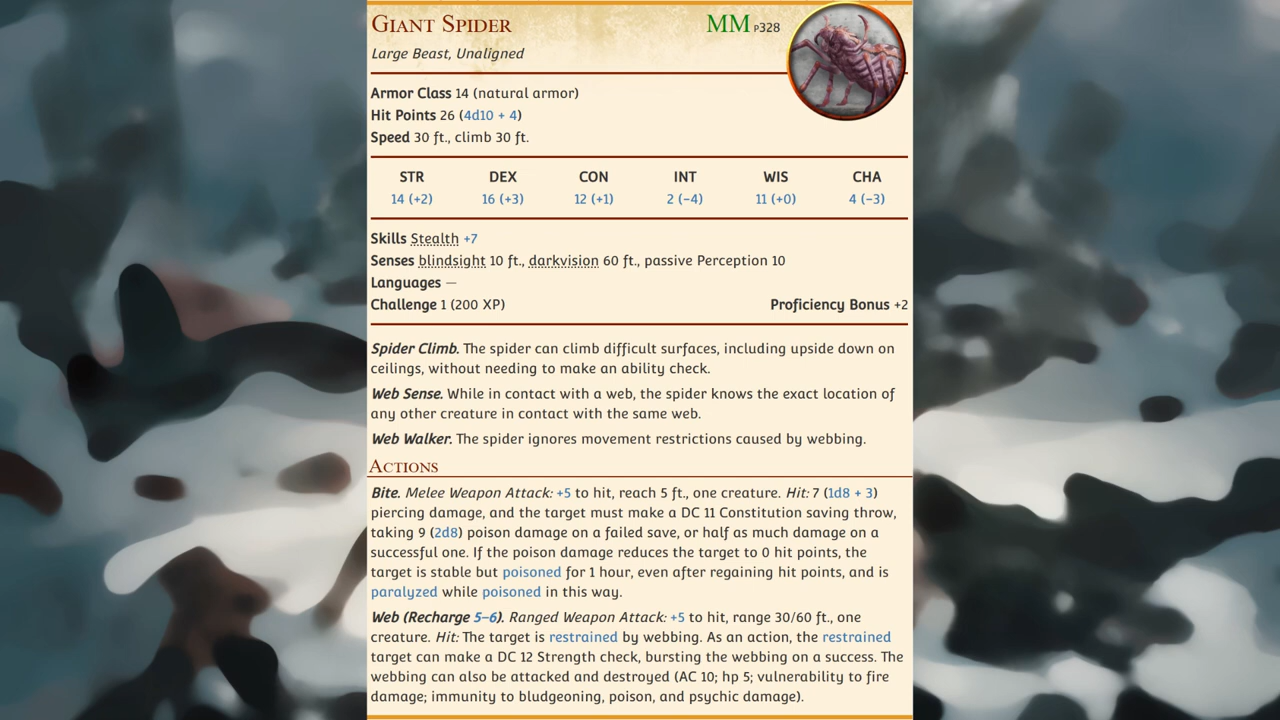 Giant Spider MM P328
Large Beast, Unaligned
Armor Class 14 (natural armor)
Hit Points 26 (4d10 + 4)
Speed 30 ft., climb 30 ft.
STR DEX CON INT WIS CHA
14 (+2) 16 (+3) 12 (+1) 2 (−4) 11 (+0) 4 (−3)
Skills Stealth +7
Senses blindsight 10 ft., darkvision 60 ft., passive Perception 10
Languages —
Challenge 1 (200 XP) Proficiency Bonus +2
Spider Climb. The spider can climb difficult surfaces, including upside down on
ceilings, without needing to make an ability check.
Web Sense. While in contact with a web, the spider knows the exact location of
any other creature in contact with the same web.
Web Walker. The spider ignores movement restrictions caused by webbing.
Actions
Bite. Melee Weapon Attack: +5 to hit, reach 5 ft., one creature. Hit: 7 (1d8 + 3)
piercing damage, and the target must make a DC 11 Constitution saving throw,
taking 9 (2d8) poison damage on a failed save, or half as much damage on a
successful one. If the poison damage reduces the target to 0 hit points, the
target is stable but poisoned for 1 hour, even after regaining hit points, and is
paralyzed while poisoned in this way.
Web (Recharge 5–6). Ranged Weapon Attack: +5 to hit, range 30/60 ft., one
creature. Hit: The target is restrained by webbing. As an action, the restrained
target can make a DC 12 Strength check, bursting the webbing on a success. The
webbing can also be attacked and destroyed (AC 10; hp 5; vulnerability to fire
damage; immunity to bludgeoning, poison, and psychic damage).